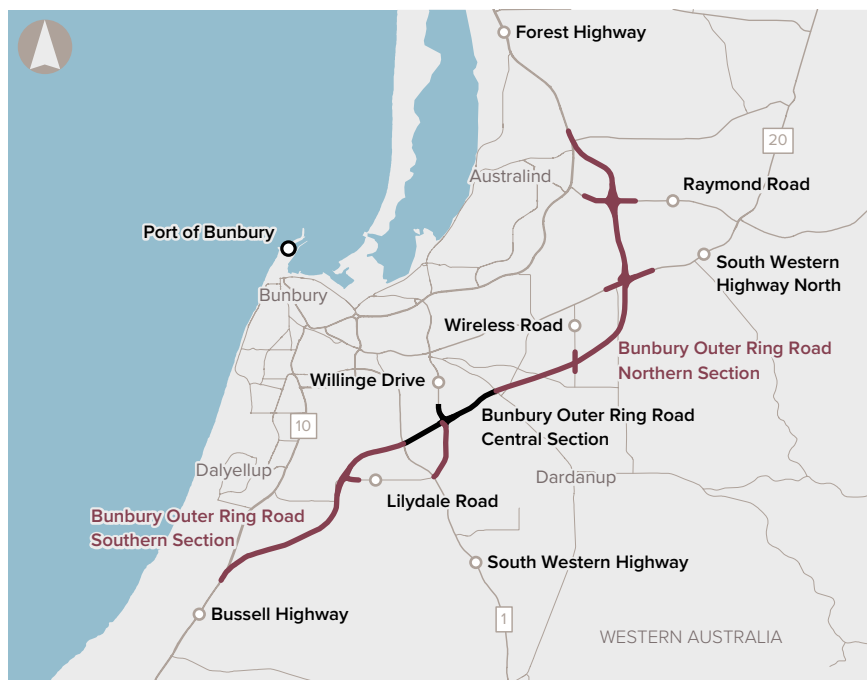 Forest Highway
20
Australind
Raymond Road
Port of Bunbury
South Western
Highway North
Bunbury
Wireless Road
Bunbury Outer Ring Road
Northern Section
Willinge Drive
Bunbury Outer Ring Road
Central Section
10
Dalyellup
Dardanup
Lilydale Road
Bunbury Outer Ring Road
Southern Section
South Western Highway
Bussell Highway
1
WESTERN AUSTRALIA